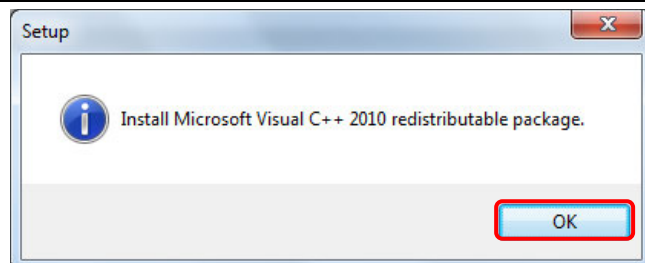 Setup
Install Microsoft Visual C++ 2010 redistributable package.
OK